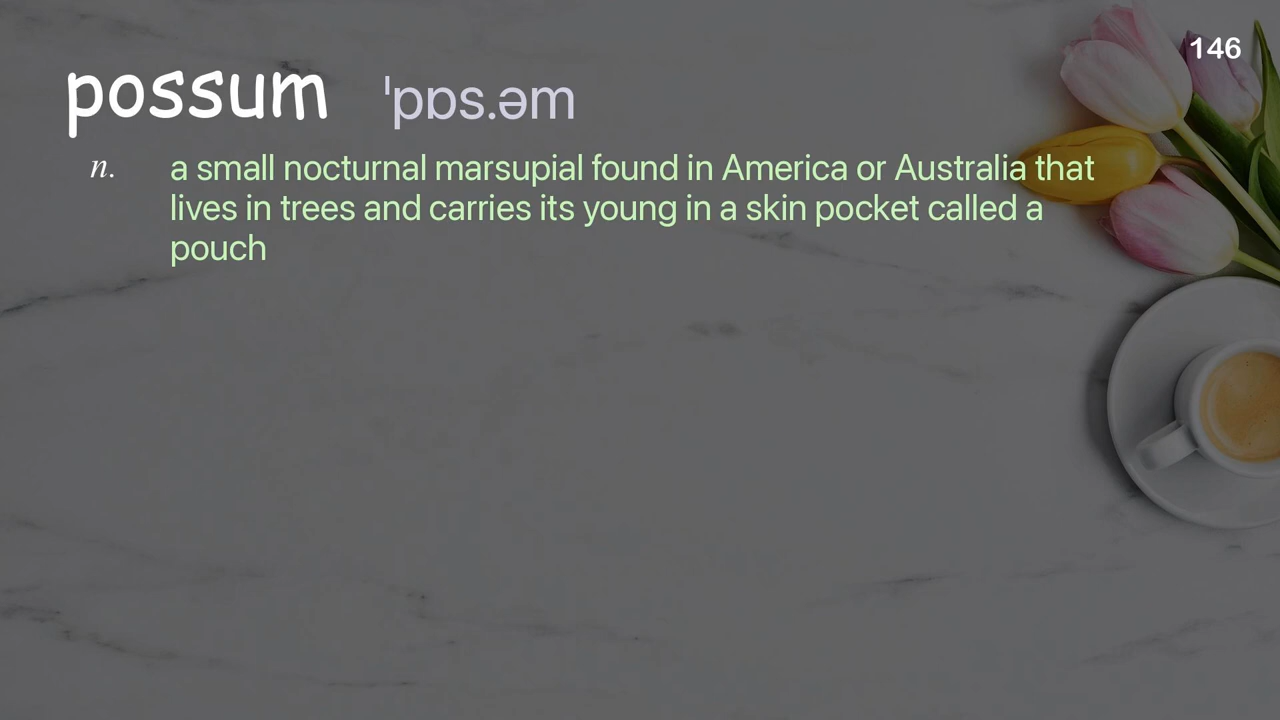 146
possum ˈpɒs.əm
n. a small nocturnal marsupial found in America or Australia that
lives in trees and carries its young in a skin pocket called a
pouch